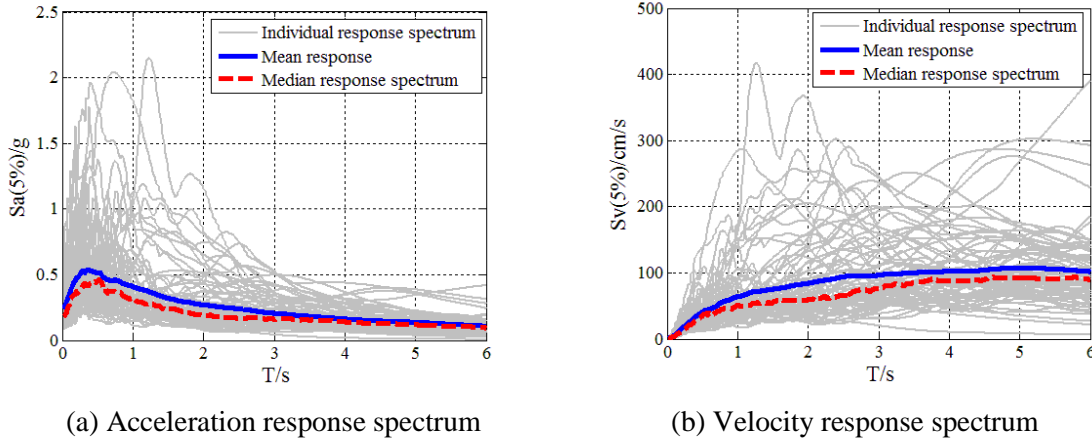 2.5
2
1.5
1
0.5
0
Sa(5%)/g
Individual response spectrum
Mean response
Median response spectrum
0 1 2 3 4 5 6
T/s
(a) Acceleration response spectrum
500
400
300
200
100
0
Sv(5%)/cm/s
Individual response spectrum
Mean response
Median response spectrum
0 1 2 3 4 5 6
T/s
(b) Velocity response spectrum